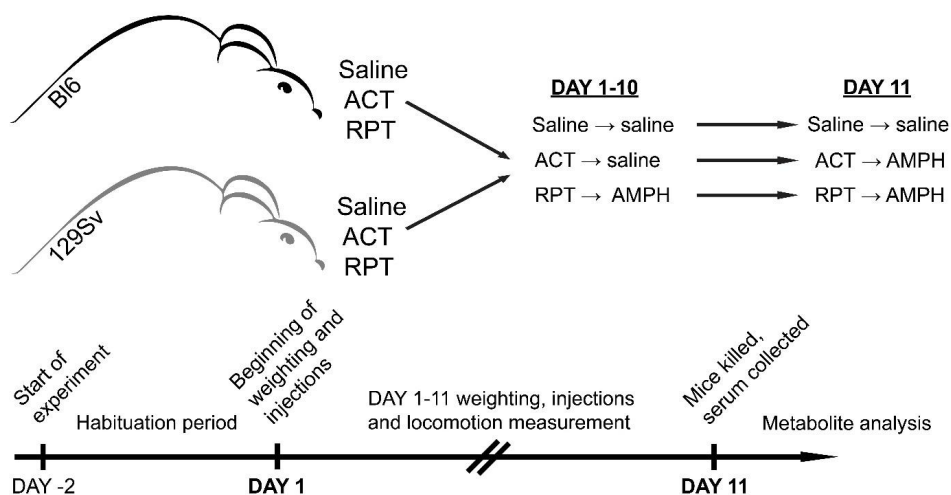 Bl6
Saline
ACT
RPT
129Sv
Saline
ACT
RPT
DAY 1-10
Saline → saline
ACT → saline
RPT → AMPH
DAY 11
Saline → saline
ACT → AMPH
RPT → AMPH
Start of
experiment
Habituation period
Beginning of
weighting and
injections
DAY 1-11 weighting, injections
and locomotion measurement
Mice killed,
serum collected
Metabolite analysis
DAY -2
DAY 1
DAY 11